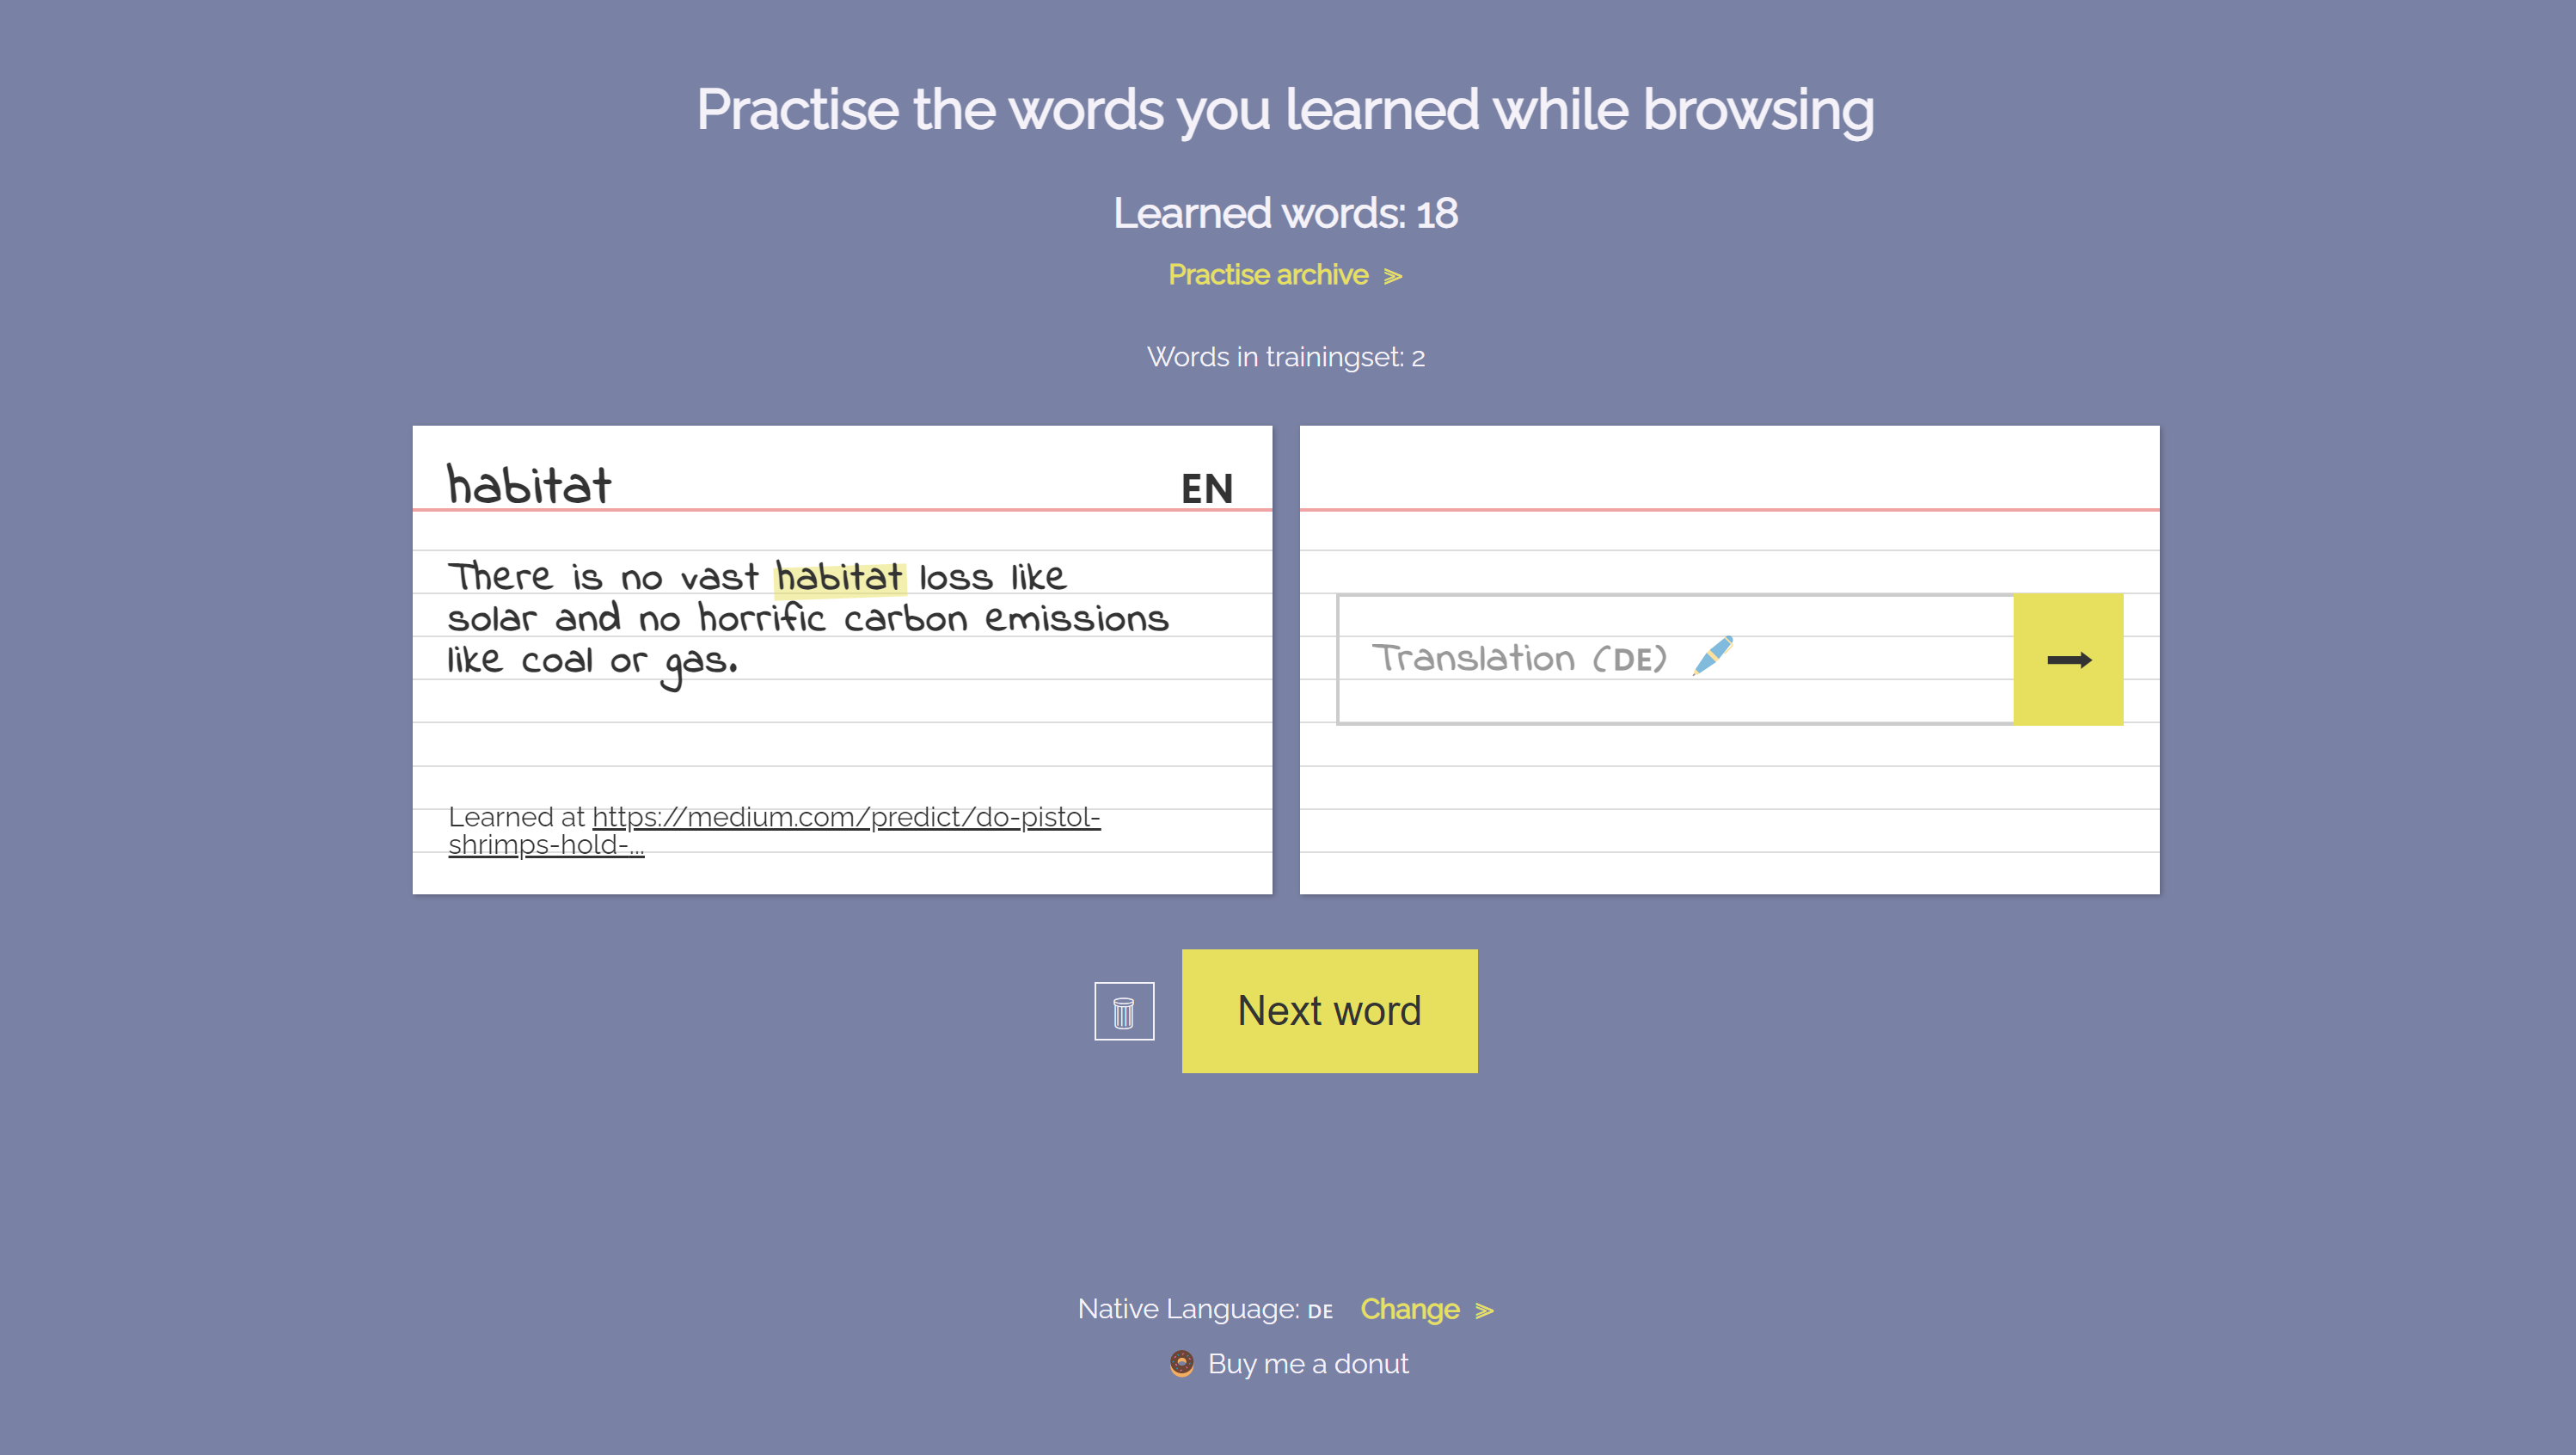 Practise the words you learned while browsing
Learned words: 18
Practise archive
Words in trainingset: 2
habitat EN
There is no vast habitat loss like
solar and no horrific carbon emissions
like coal or gas.
Learned at https://medium.com/predict/do-pistol-
shrimps-hold-...
Translation (DE)
Next word
Native Language: DE Change
Buy me a donut